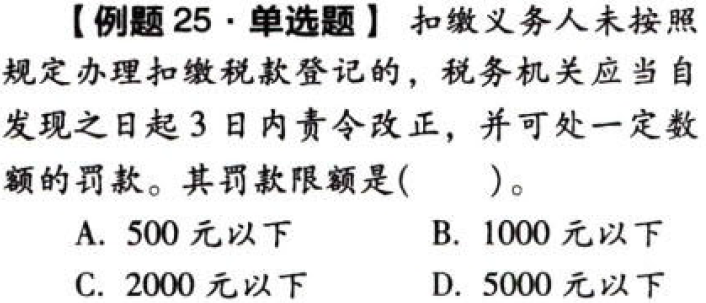 【例题 25·单选题】 扣缴义务人未按照
规定办理扣缴税款登记的，税务机关应当自
发现之日起 3 日内责令改正，并可处一定数
额的罚款。其罚款限额是(　　)。
A. 500 元以下　　B. 1000 元以下
C. 2000 元以下　　D. 5000 元以下